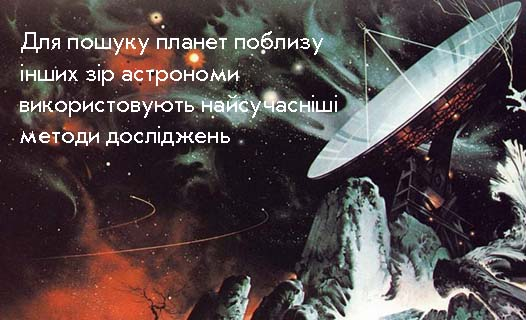 Для пошуку планет поблизу
інших зір астрономи
використовують найсучасніші
методи досліджень